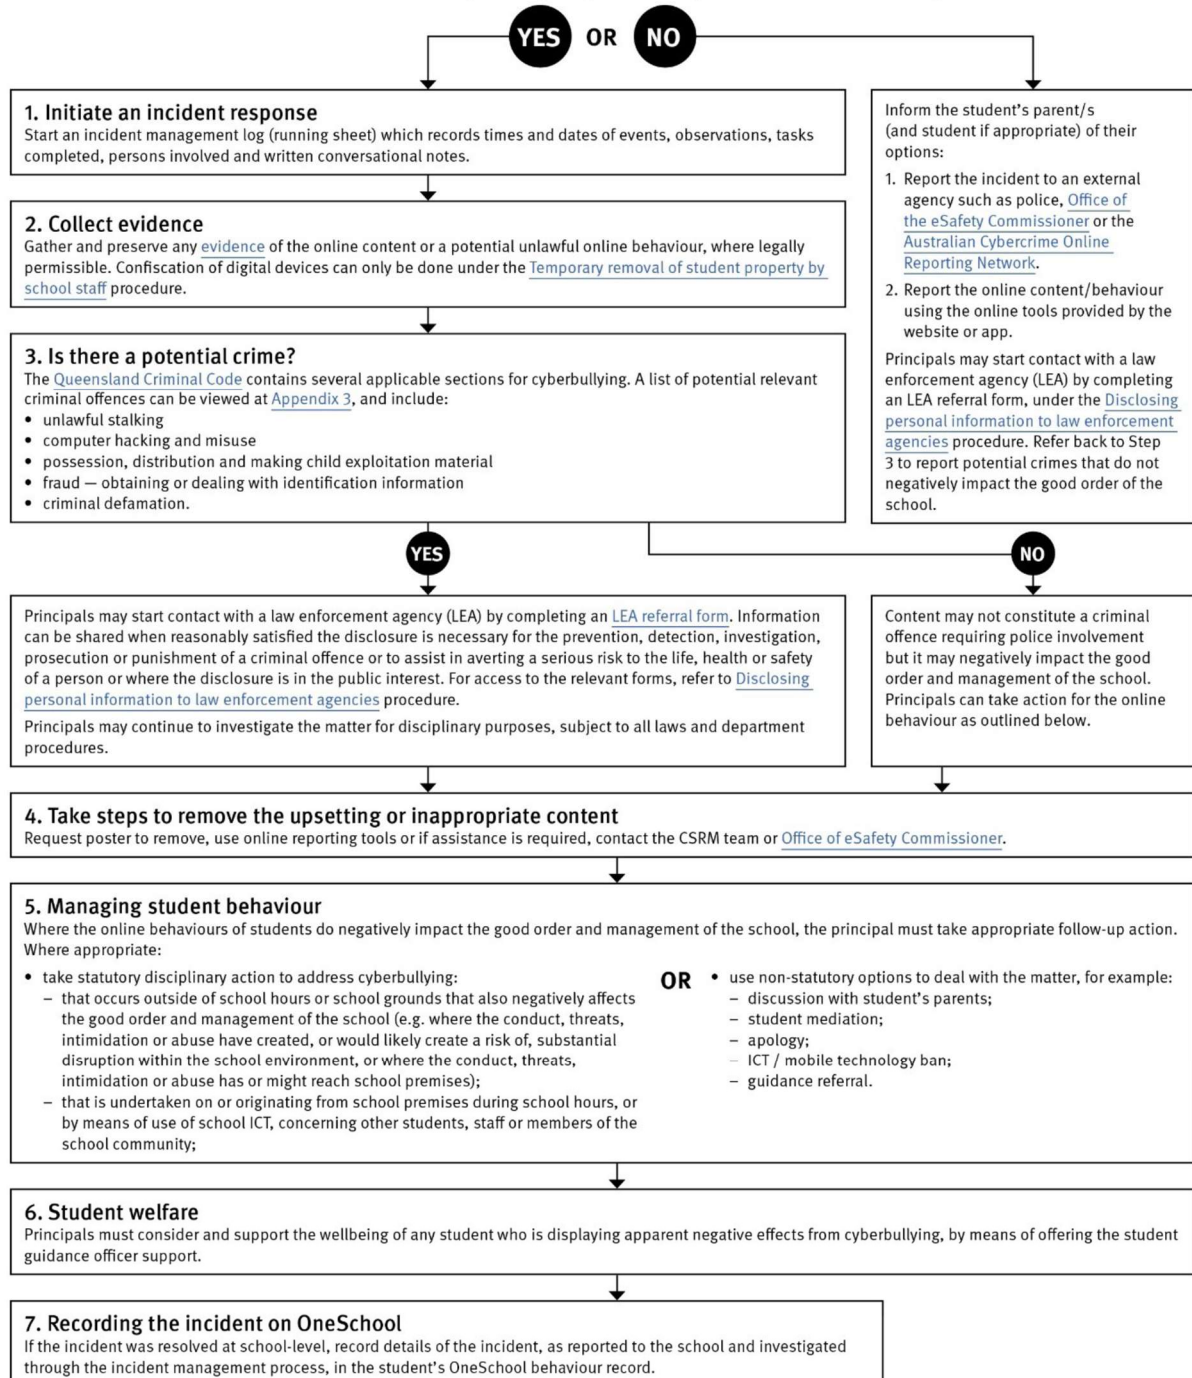 YES OR NO
1. Initiate an incident response
Start an incident management log (running sheet) which records times and dates of events, observations, tasks
completed, persons involved and written conversational notes.
2. Collect evidence
Gather and preserve any evidence of the online content or a potential unlawful online behaviour, where legally
permissible. Confiscation of digital devices can only be done under the Temporary removal of student property by
school staff procedure.
3. Is there a potential crime?
The Queensland Criminal Code contains several applicable sections for cyberbullying. A list of potential relevant
criminal offences can be viewed at Appendix 3, and include:
• unlawful stalking
• computer hacking and misuse
• possession, distribution and making child exploitation material
• fraud — obtaining or dealing with identification information
• criminal defamation.
Inform the student's parent/s
(and student if appropriate) of their
options:
1. Report the incident to an external
agency such as police, Office of
the eSafety Commissioner or the
Australian Cybercrime Online
Reporting Network.
2. Report the online content/behaviour
using the online tools provided by the
website or app.
Principals may start contact with a law
enforcement agency (LEA) by completing
an LEA referral form, under the Disclosing
personal information to law enforcement
agencies procedure. Refer back to Step
3 to report potential crimes that do not
negatively impact the good order of the
school.
YES
NO
Principals may start contact with a law enforcement agency (LEA) by completing an LEA referral form. Information
can be shared when reasonably satisfied the disclosure is necessary for the prevention, detection, investigation,
prosecution or punishment of a criminal offence or to assist in averting a serious risk to the life, health or safety
of a person or where the disclosure is in the public interest. For access to the relevant forms, refer to Disclosing
personal information to law enforcement agencies procedure.
Principals may continue to investigate the matter for disciplinary purposes, subject to all laws and department
procedures.
Content may not constitute a criminal
offence requiring police involvement
but it may negatively impact the good
order and management of the school.
Principals can take action for the online
behaviour as outlined below.
4. Take steps to remove the upsetting or inappropriate content
Request poster to remove, use online reporting tools or if assistance is required, contact the CSRM team or Office of eSafety Commissioner.
5. Managing student behaviour
Where the online behaviours of students do negatively impact the good order and management of the school, the principal must take appropriate follow-up action.
Where appropriate:
• take statutory disciplinary action to address cyberbullying:
– that occurs outside of school hours or school grounds that also negatively affects
the good order and management of the school (e.g. where the conduct, threats,
intimidation or abuse have created, or would likely create a risk of, substantial
disruption within the school environment, or where the conduct, threats,
intimidation or abuse has or might reach school premises);
– that is undertaken on or originating from school premises during school hours, or
by means of use of school ICT, concerning other students, staff or members of the
school community;
OR
• use non-statutory options to deal with the matter, for example:
– discussion with student's parents;
– student mediation;
– apology;
– ICT / mobile technology ban;
– guidance referral.
6. Student welfare
Principals must consider and support the wellbeing of any student who is displaying apparent negative effects from cyberbullying, by means of offering the student
guidance officer support.
7. Recording the incident on OneSchool
If the incident was resolved at school-level, record details of the incident, as reported to the school and investigated
through the incident management process, in the student's OneSchool behaviour record.